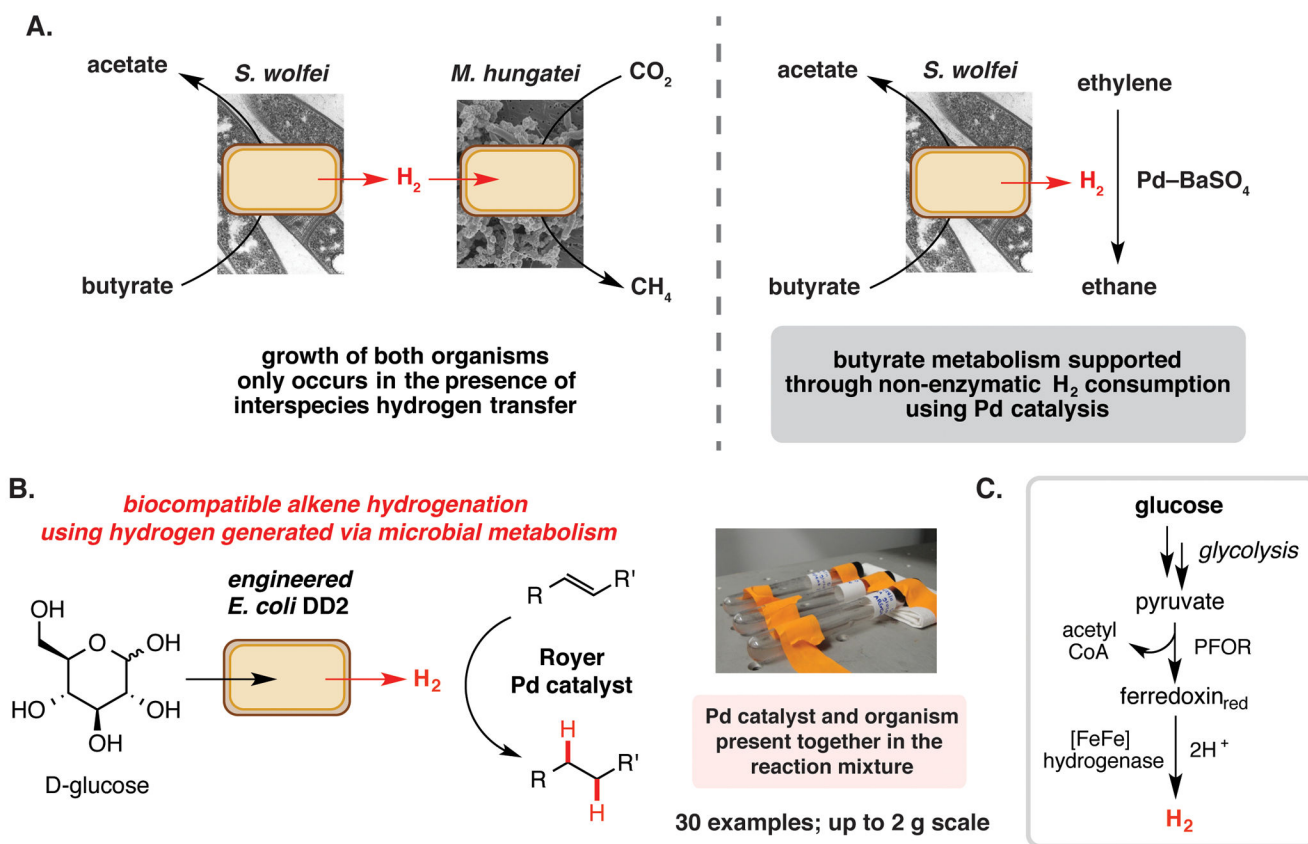 A.
acetate
S. wolfei
M. hungatei
CO2
H2
butyrate
CH4
growth of both organisms
only occurs in the presence of
interspecies hydrogen transfer
acetate
S. wolfei
ethylene
H2
Pd–BaSO4
butyrate
ethane
butyrate metabolism supported
through non-enzymatic H2 consumption
using Pd catalysis
B.
biocompatible alkene hydrogenation
using hydrogen generated via microbial metabolism
engineered
E. coli DD2
OH
O
OH
HO
OH
OH
D-glucose
H2
R
R'
Royer
Pd catalyst
H
R
R'
H
Pd catalyst and organism
present together in the
reaction mixture
30 examples; up to 2 g scale
C.
glucose
glycolysis
pyruvate
acetyl
CoA
PFOR
ferredoxinred
[FeFe]
hydrogenase
2H+
H2